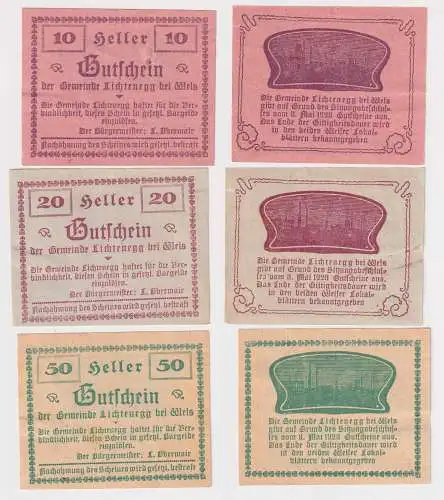 10 Heller 10
Gutschein
der Gemeinde Lichtenegg bei Wels
Die Gemeinde Lichtenegg haftet für die Ver-
bindlichkeit, diesen Schein in gesetzl. Bargelde
einzulösen.
Der Bürgermeister: L. Obermair
Nachahmung des Scheines wird gesetzl. bestraft
Die Gemeinde Lichtenegg bei Wels
gibt auf Grund des Sitzungsbeschlus-
ses vom 8. Mai 1920 Gutscheine aus.
Das Ende der Giltigkeitsdauer wird
in den beiden Welser Lokal-
blättern bekanntgegeben
20 Heller 20
Gutschein
der Gemeinde Lichtenegg bei Wels
Die Gemeinde Lichtenegg haftet für die Ver-
bindlichkeit, diesen Schein in gesetzl. Bargelde
einzulösen.
Der Bürgermeister: L. Obermair
Nachahmung des Scheines wird gesetzl. bestraft
Die Gemeinde Lichtenegg bei Wels
gibt auf Grund des Sitzungsbeschlus-
ses vom 8. Mai 1920 Gutscheine aus.
Das Ende der Giltigkeitsdauer wird
in den beiden Welser Lokal-
blättern bekanntgegeben
50 Heller 50
Gutschein
der Gemeinde Lichtenegg bei Wels
Die Gemeinde Lichtenegg haftet für die Ver-
bindlichkeit, diesen Schein in gesetzl. Bargelde
einzulösen.
Der Bürgermeister: L. Obermair
Nachahmung des Scheines wird gesetzl. bestraft
Die Gemeinde Lichtenegg bei Wels
gibt auf Grund des Sitzungsbeschlus-
ses vom 8. Mai 1920 Gutscheine aus.
Das Ende der Giltigkeitsdauer wird
in den beiden Welser Lokal-
blättern bekanntgegeben